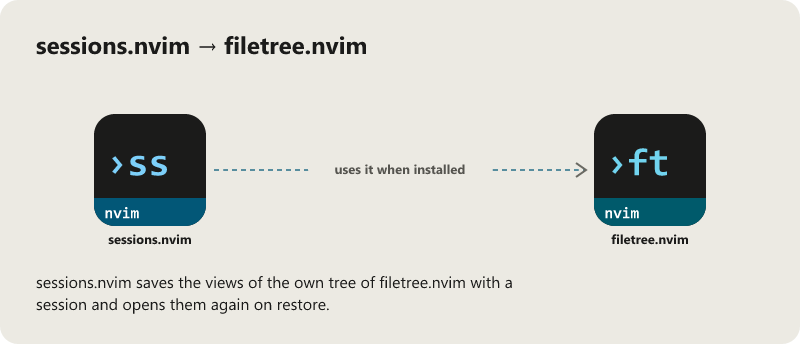 sessions.nvim → filetree.nvim
›ss
nvim
sessions.nvim
uses it when installed
›ft
nvim
filetree.nvim
sessions.nvim saves the views of the own tree of filetree.nvim with a
session and opens them again on restore.